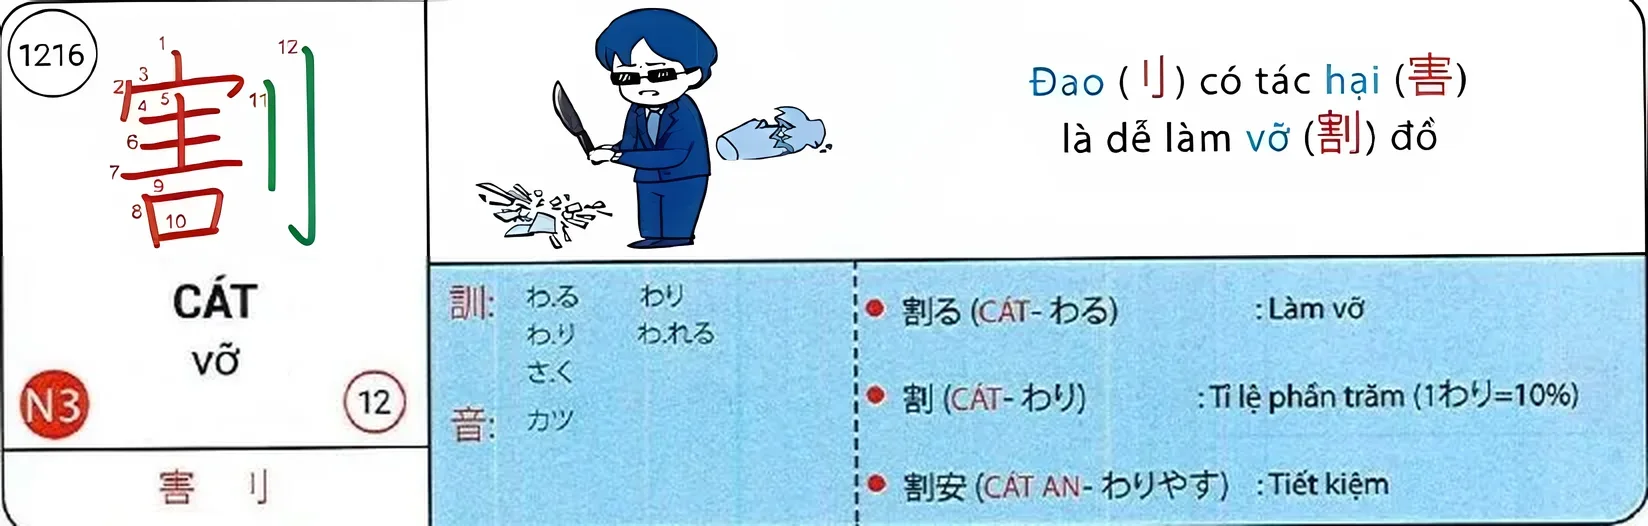 1216
割
1
2
3
4
5
6
7
8
9
10
11
12
CÁT
VỠ
N3
12
害 刂
Đao (刂) có tác hại (害)
là dễ làm vỡ (割) đồ
訓: わ.る わり
わ.り わ.れる
さ.く
音: カツ
割る (CÁT- わる) : Làm vỡ
割 (CÁT- わり) : Tỉ lệ phần trăm (1わり=10%)
割安 (CÁT AN- わりやす) : Tiết kiệm